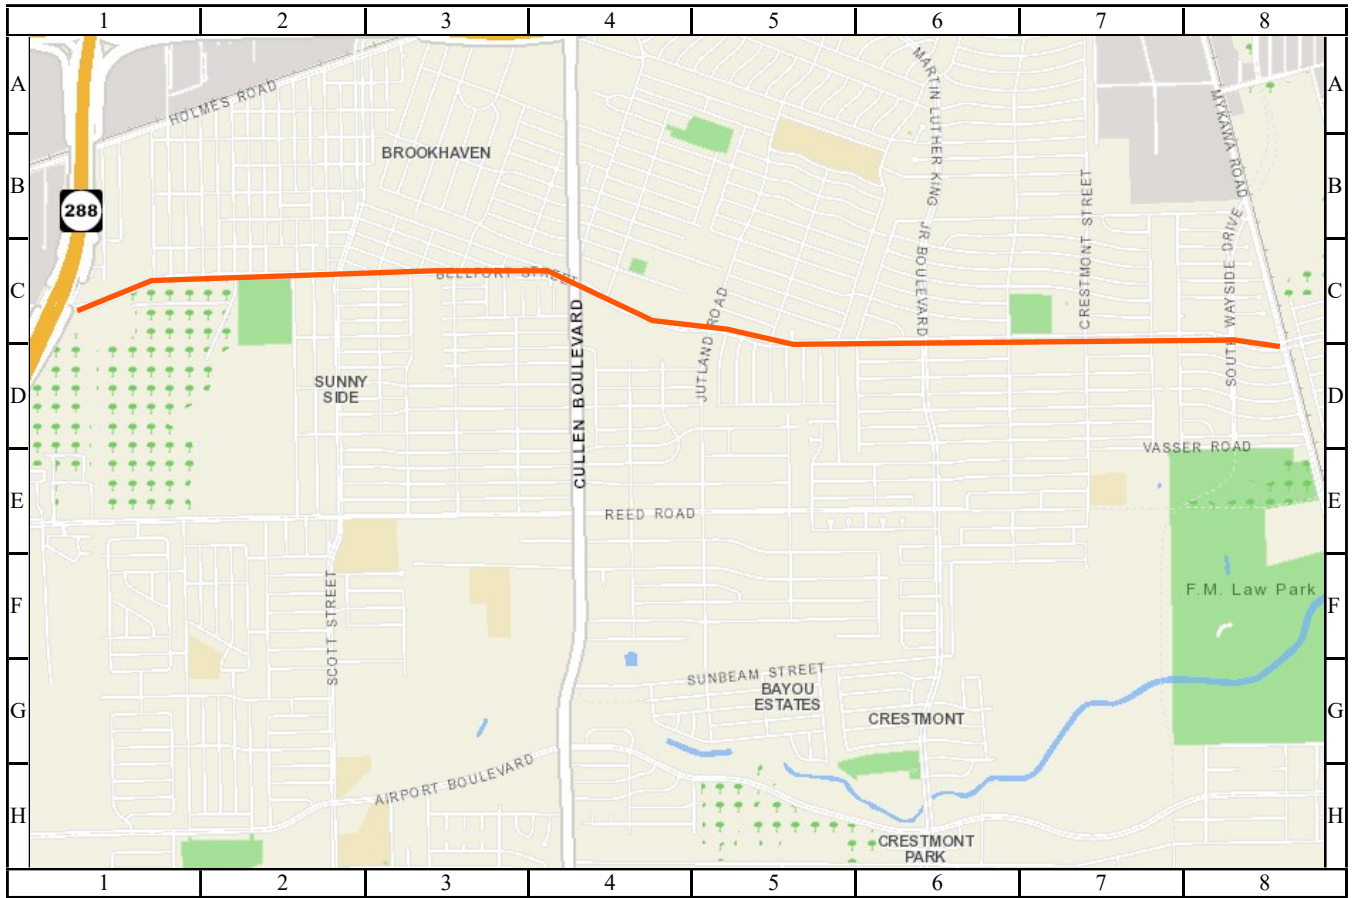 1 2 3 4 5 6 7 8
A A
HOLMES ROAD
MARTIN LUTHER KING
MYKAWA ROAD
BROOKHAVEN
B B
288
CRESTMONT STREET
JR BOULEVARD
SOUTH WAYSIDE DRIVE
BELLFORT STREET
C C
JUTLAND ROAD
CULLEN BOULEVARD
SUNNY
SIDE
D D
VASSER ROAD
E E
REED ROAD
SCOTT STREET
F.M. Law Park
F F
SUNBEAM STREET
BAYOU
ESTATES
CRESTMONT
G G
AIRPORT BOULEVARD
H H
CRESTMONT
PARK
1 2 3 4 5 6 7 8